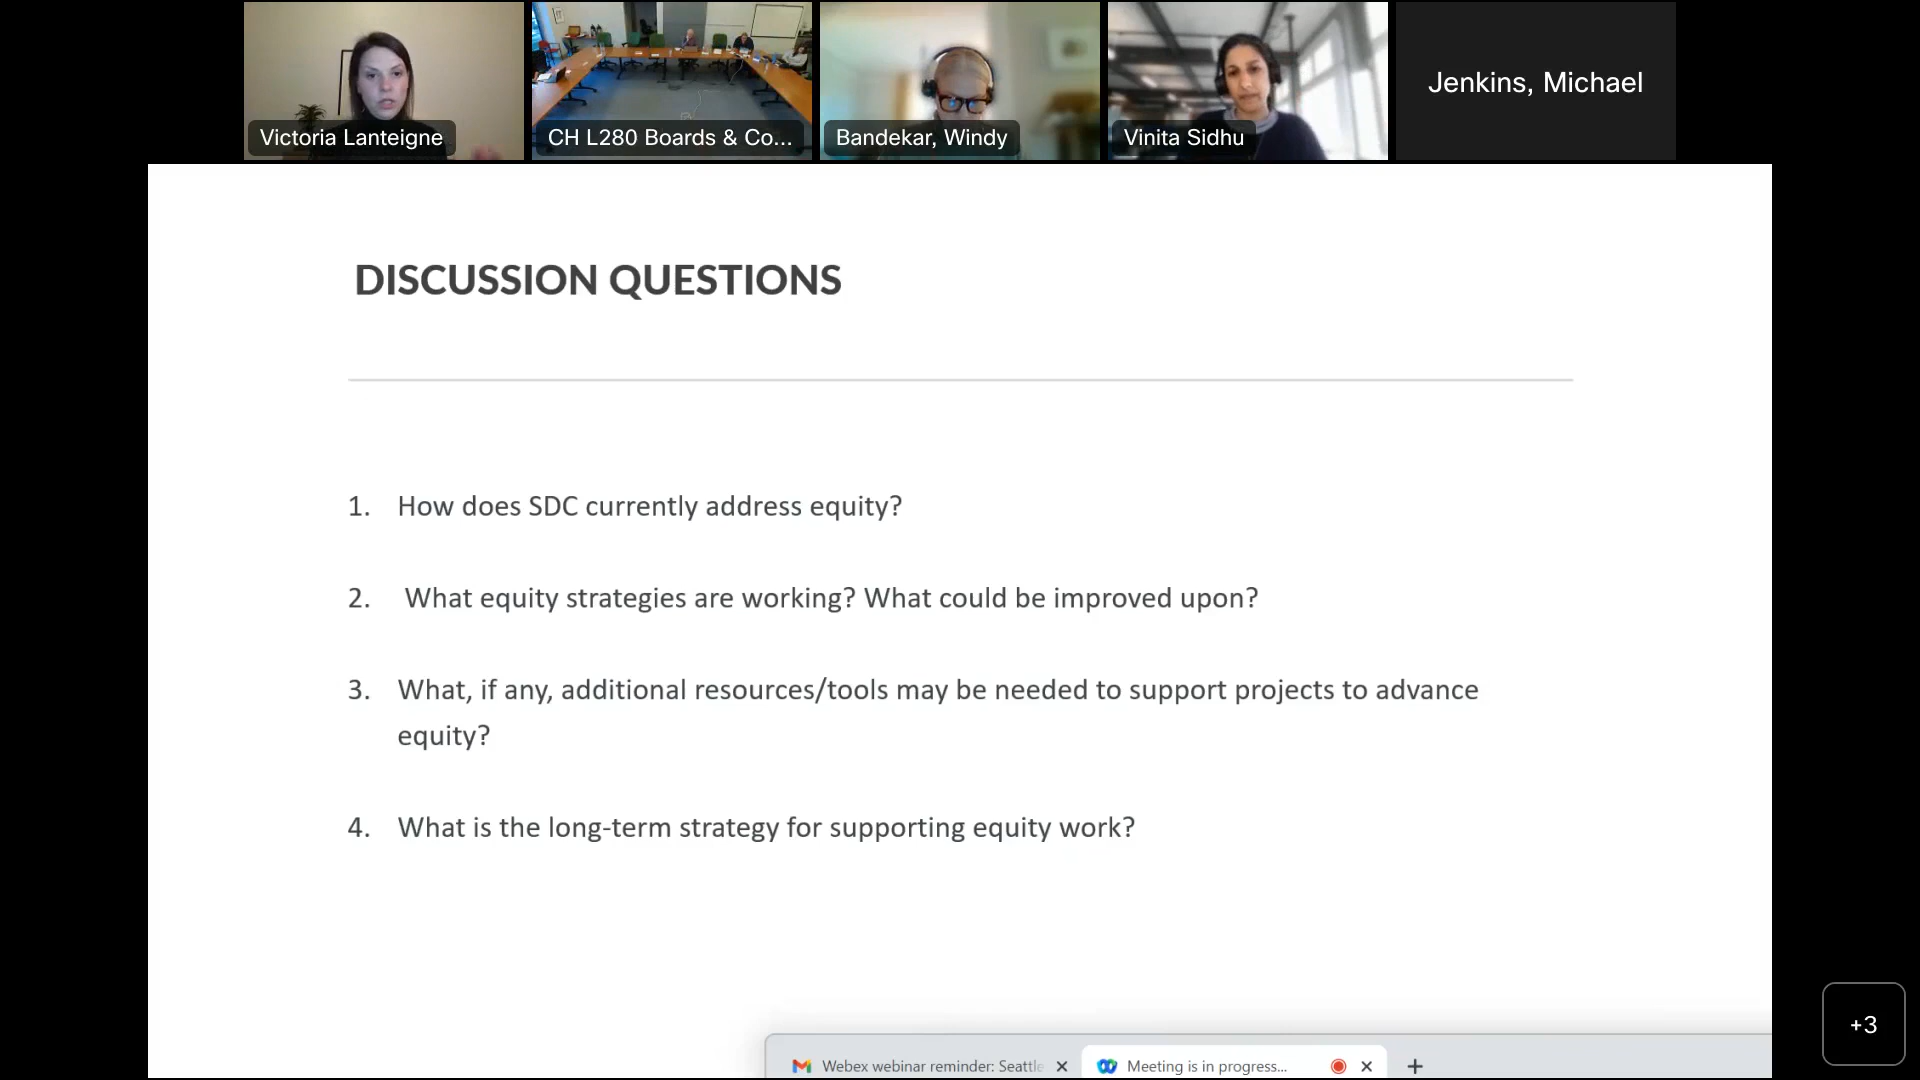 Victoria Lanteigne
CH L280 Boards & Co...
Bandekar, Windy
Vinita Sidhu
Jenkins, Michael
DISCUSSION QUESTIONS
1. How does SDC currently address equity?
2. What equity strategies are working? What could be improved upon?
3. What, if any, additional resources/tools may be needed to support projects to advance
equity?
4. What is the long-term strategy for supporting equity work?
+3
Webex webinar reminder: Seattle
Meeting is in progress...